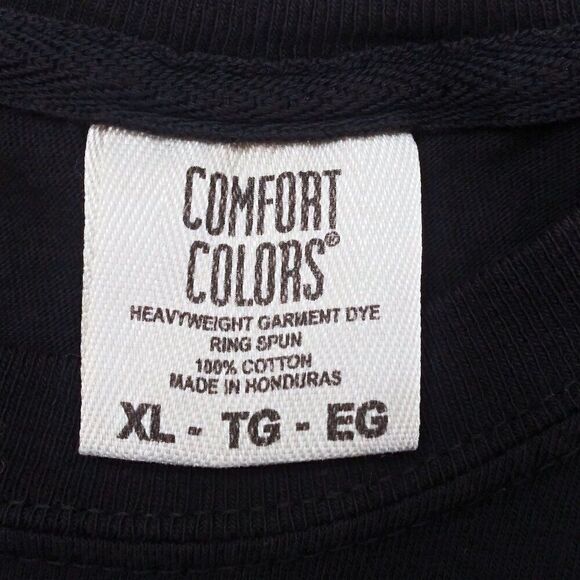 COMFORT
COLORS®
HEAVYWEIGHT GARMENT DYE
RING SPUN
100% COTTON
MADE IN HONDURAS
XL - TG - EG